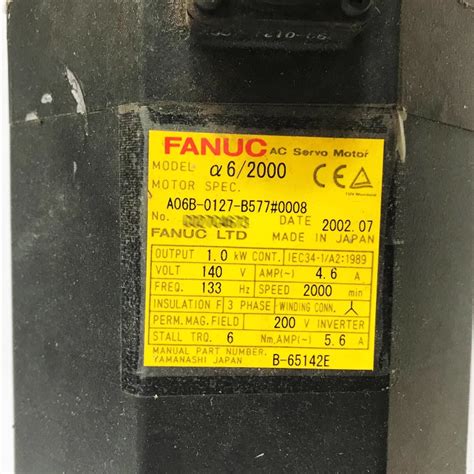 FANUC AC Servo Motor
MODEL α6/2000
MOTOR SPEC.
A06B-0127-B577#0008
No. DATE 2002.07
FANUC LTD MADE IN JAPAN
OUTPUT 1.0 kW CONT. IEC34-1/A2:1989
VOLT 140 V AMP(~) 4.6 A
FREQ. 133 Hz SPEED 2000 min
INSULATION F 3 PHASE WINDING CONN.
PERM.MAG.FIELD 200 V INVERTER
STALL TRQ. 6 Nm,AMP(~) 5.6 A
MANUAL PART NUMBER.
YAMANASHI JAPAN B-65142E